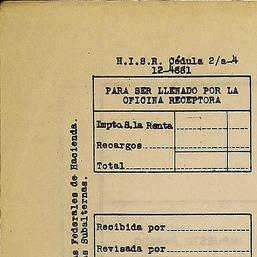 H.I.S.R. Cédula 2/a-4
12-4861
PARA SER LLENADO POR LA
OFICINA RECEPTORA
Impto.S.la Renta
Recargos
Total
s Federales de Hacienda.
s Subalternas.
Recibida por
Revisada por